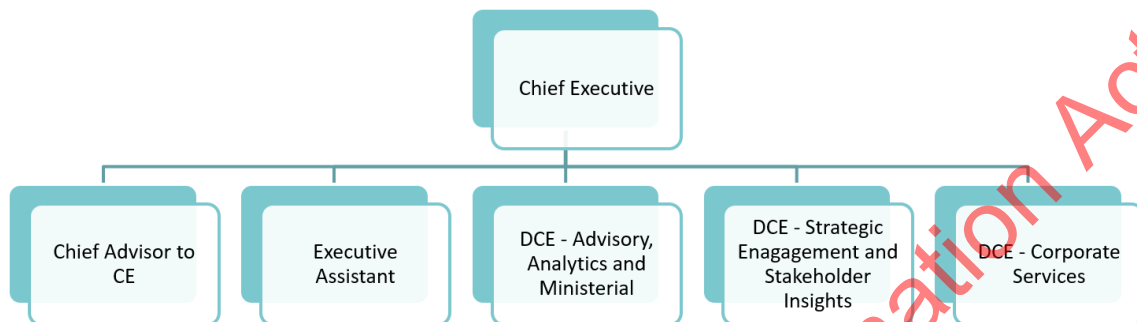 Chief Executive
Chief Advisor to
CE
Executive
Assistant
DCE - Advisory,
Analytics and
Ministerial
DCE - Strategic
Enagagement and
Stakeholder
Insights
DCE - Corporate
Services